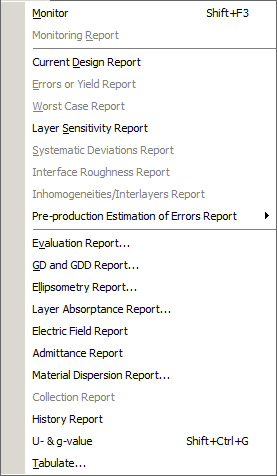 Monitor Shift+F3
Monitoring Report
Current Design Report
Errors or Yield Report
Worst Case Report
Layer Sensitivity Report
Systematic Deviations Report
Interface Roughness Report
Inhomogeneities/Interlayers Report
Pre-production Estimation of Errors Report
Evaluation Report...
GD and GDD Report...
Ellipsometry Report...
Layer Absorptance Report...
Electric Field Report
Admittance Report
Material Dispersion Report...
Collection Report
History Report
U- & g-value Shift+Ctrl+G
Tabulate...